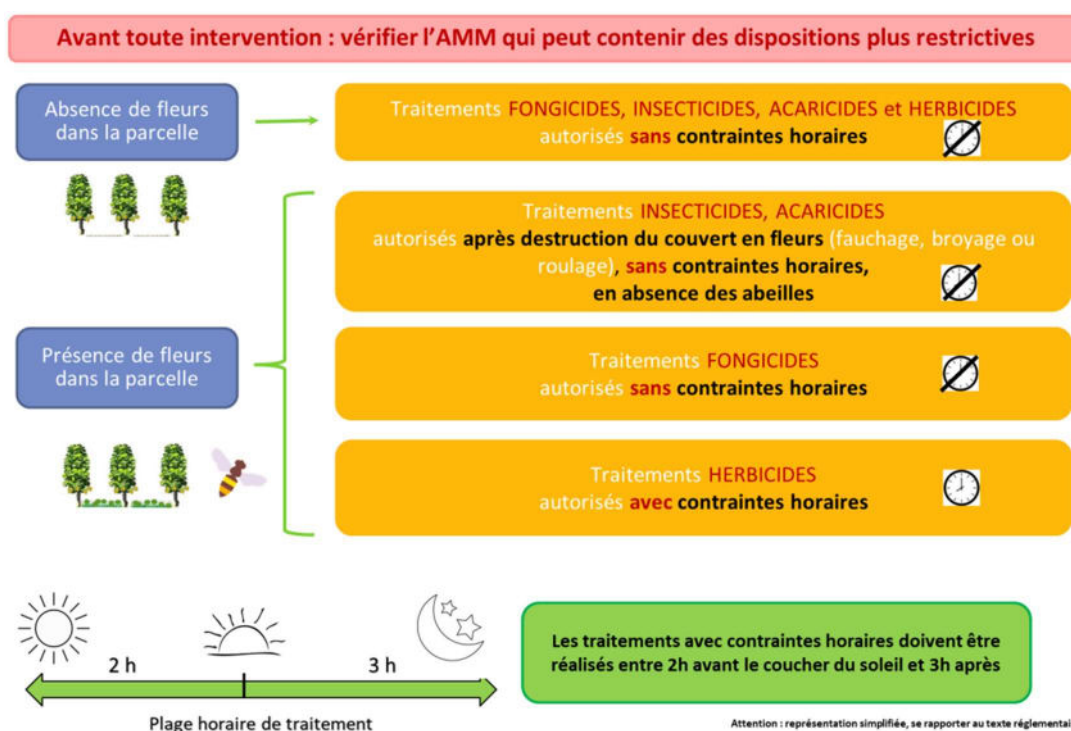 Avant toute intervention : vérifier l'AMM qui peut contenir des dispositions plus restrictives
Absence de fleurs
dans la parcelle
Traitements FONGICIDES, INSECTICIDES, ACARICIDES et HERBICIDES
autorisés sans contraintes horaires
Traitements INSECTICIDES, ACARICIDES
autorisés après destruction du couvert en fleurs (fauchage, broyage ou
roulage), sans contraintes horaires,
en absence des abeilles
Présence de fleurs
dans la parcelle
Traitements FONGICIDES
autorisés sans contraintes horaires
Traitements HERBICIDES
autorisés avec contraintes horaires
2 h
3 h
Plage horaire de traitement
Les traitements avec contraintes horaires doivent être
réalisés entre 2h avant le coucher du soleil et 3h après
Attention : représentation simplifiée, se rapporter au texte réglementai